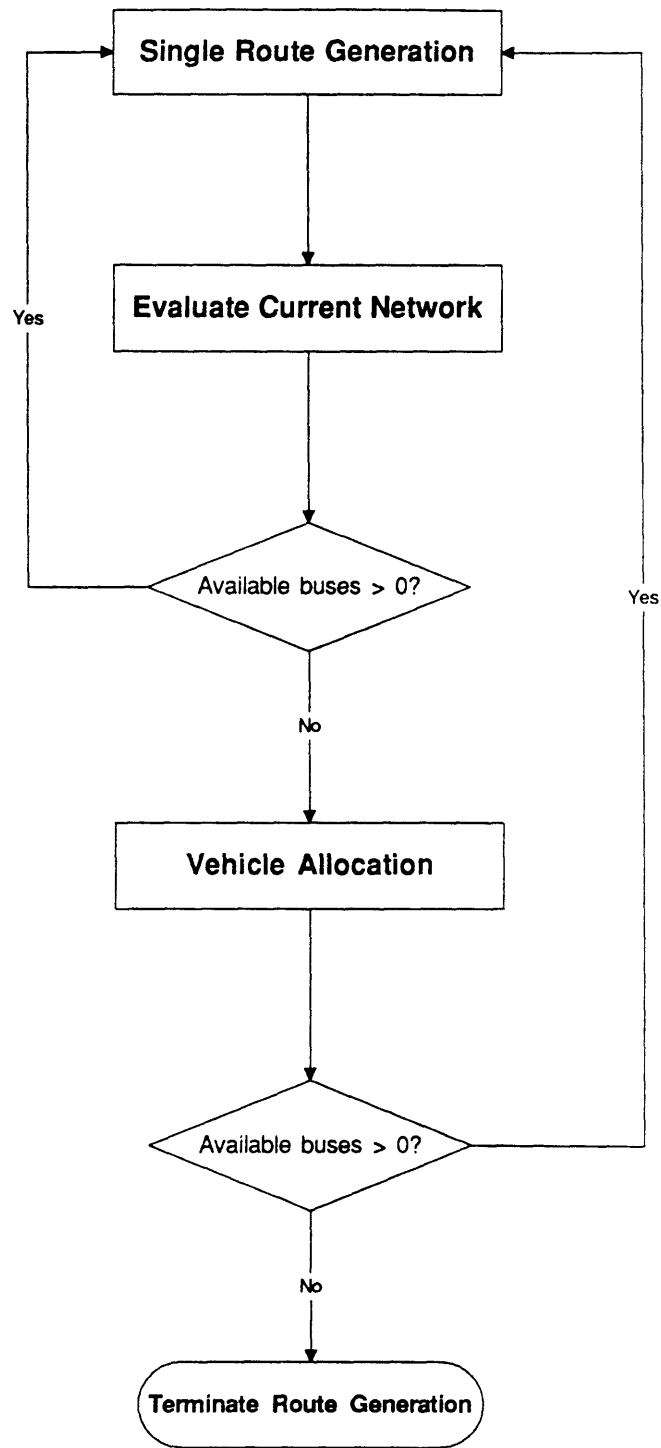 Single Route Generation
Evaluate Current Network
Yes
Available buses > 0?
Yes
No
Vehicle Allocation
Available buses > 0?
No
Terminate Route Generation